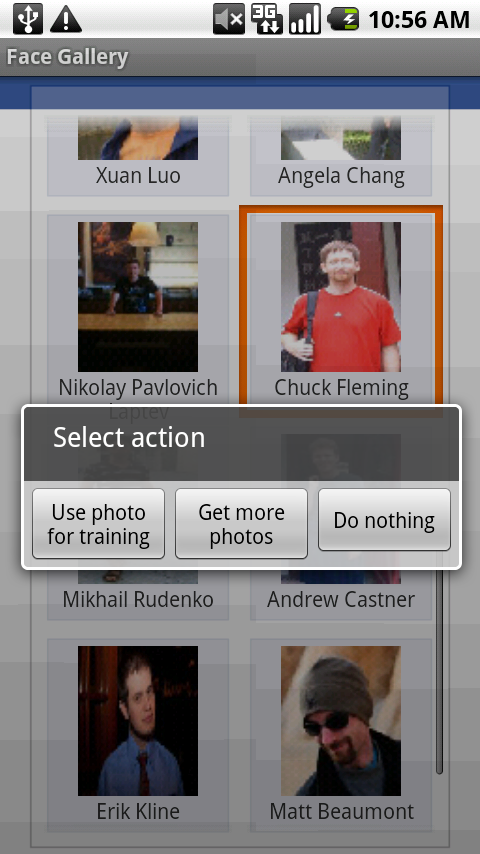 3G
10:56 AM
Face Gallery
Xuan Luo
Angela Chang
Nikolay Pavlovich
Laptev
Chuck Fleming
Select action
Use photo
for training
Get more
photos
Do nothing
Mikhail Rudenko
Andrew Castner
Erik Kline
Matt Beaumont